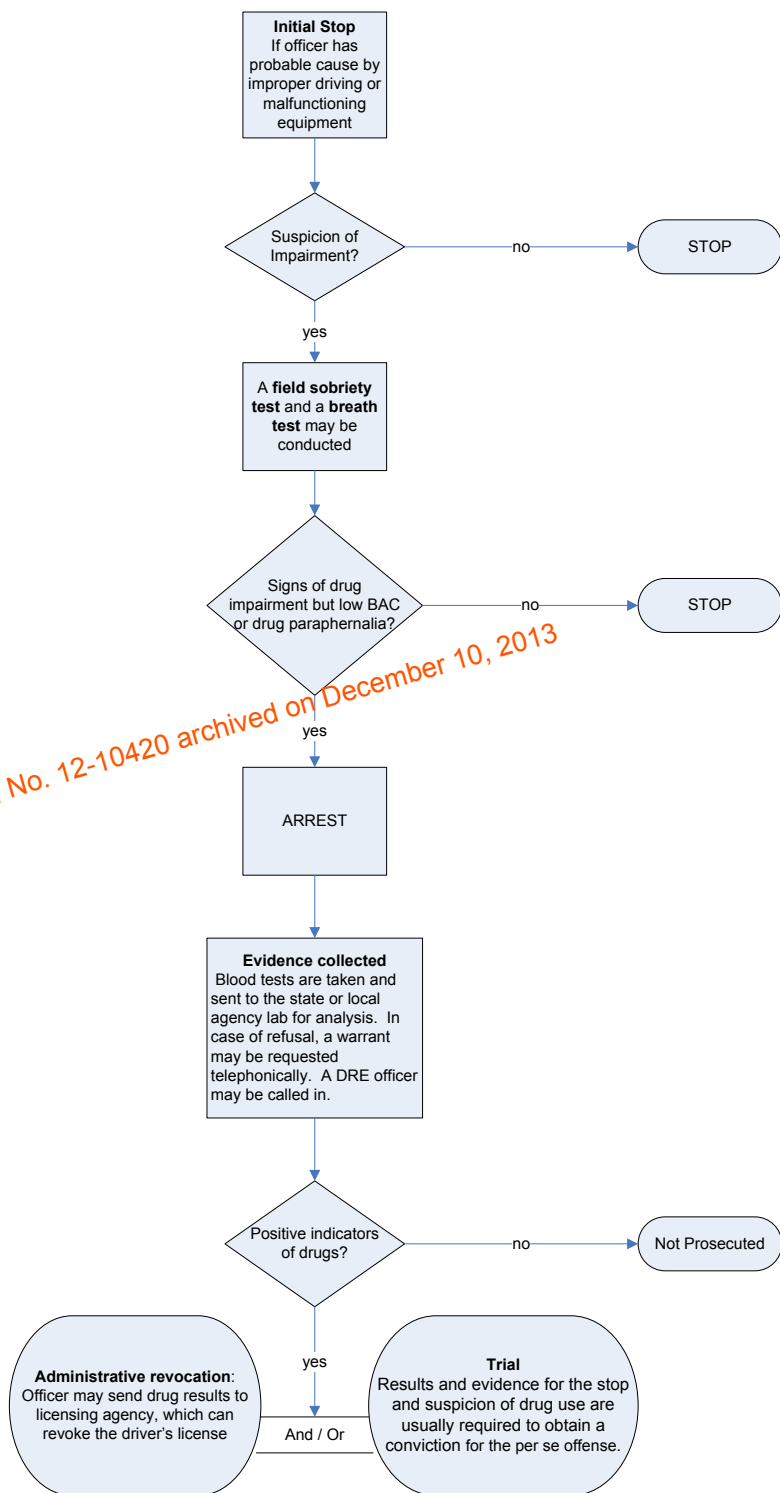 Initial Stop
If officer has
probable cause by
improper driving or
malfunctioning
equipment
Suspicion of
Impairment?
no
STOP
yes
A field sobriety
test and a breath
test may be
conducted
Signs of drug
impairment but low BAC
or drug paraphernalia?
no
STOP
No. 12-10420 archived on December 10, 2013
yes
ARREST
Evidence collected
Blood tests are taken and
sent to the state or local
agency lab for analysis. In
case of refusal, a warrant
may be requested
telephonically. A DRE officer
may be called in.
Positive indicators
of drugs?
no
Not Prosecuted
yes
Administrative revocation:
Officer may send drug results to
licensing agency, which can
revoke the driver's license
And / Or
Trial
Results and evidence for the stop
and suspicion of drug use are
usually required to obtain a
conviction for the per se offense.